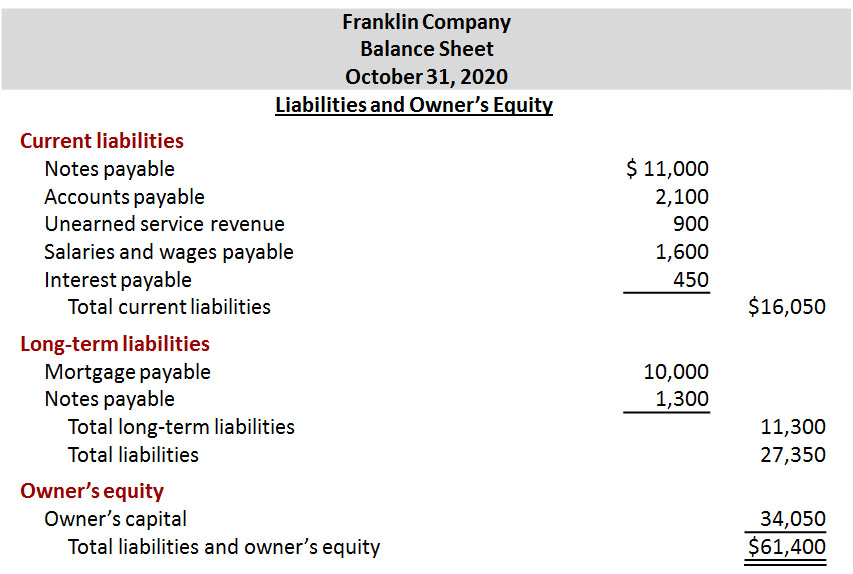 Franklin Company
Balance Sheet
October 31, 2020
Liabilities and Owner’s Equity
Current liabilities
Notes payable $ 11,000
Accounts payable 2,100
Unearned service revenue 900
Salaries and wages payable 1,600
Interest payable 450
Total current liabilities $16,050
Long-term liabilities
Mortgage payable 10,000
Notes payable 1,300
Total long-term liabilities 11,300
Total liabilities 27,350
Owner’s equity
Owner’s capital 34,050
Total liabilities and owner’s equity $61,400